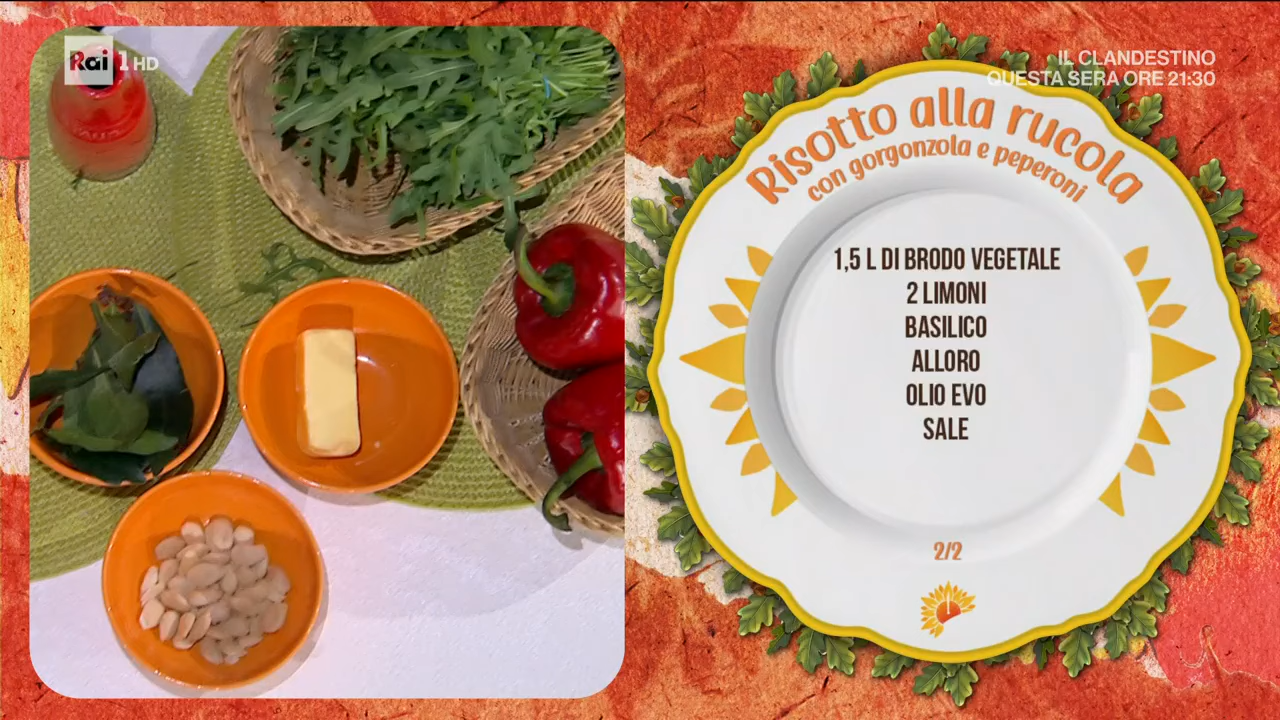 Rai 1 HD
IL CLANDESTINO
QUESTA SERA ORE 21:30
Risotto alla rucola
con gorgonzola e peperoni
1,5 L DI BRODO VEGETALE
2 LIMONI
BASILICO
ALLORO
OLIO EVO
SALE
2/2